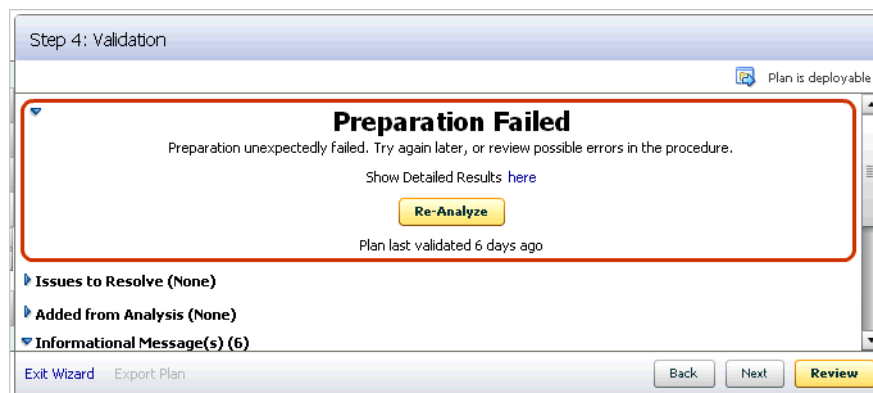 Step 4: Validation
Plan is deployable
Preparation Failed
Preparation unexpectedly failed. Try again later, or review possible errors in the procedure.
Show Detailed Results here
Re-Analyze
Plan last validated 6 days ago
Issues to Resolve (None)
Added from Analysis (None)
Informational Message(s) (6)
Exit Wizard Export Plan Back Next Review